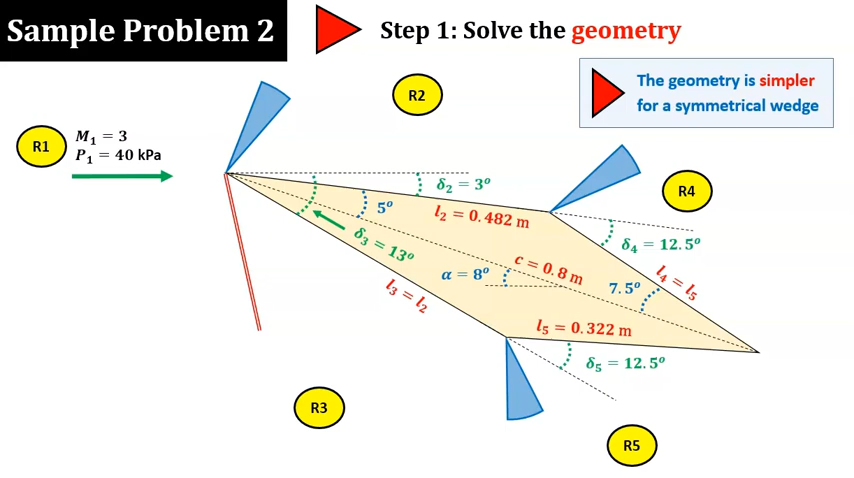 Sample Problem 2
Step 1: Solve the geometry
The geometry is simpler
for a symmetrical wedge
R2
R1
M₁ = 3
P₁ = 40 kPa
R4
δ₂ = 3°
5°
l₂ = 0.482 m
δ₄ = 12.5°
δ₃ = 13°
c = 0.8 m
α = 8°
l₄ = l₅
7.5°
l₃ = l₂
l₅ = 0.322 m
δ₅ = 12.5°
R3
R5